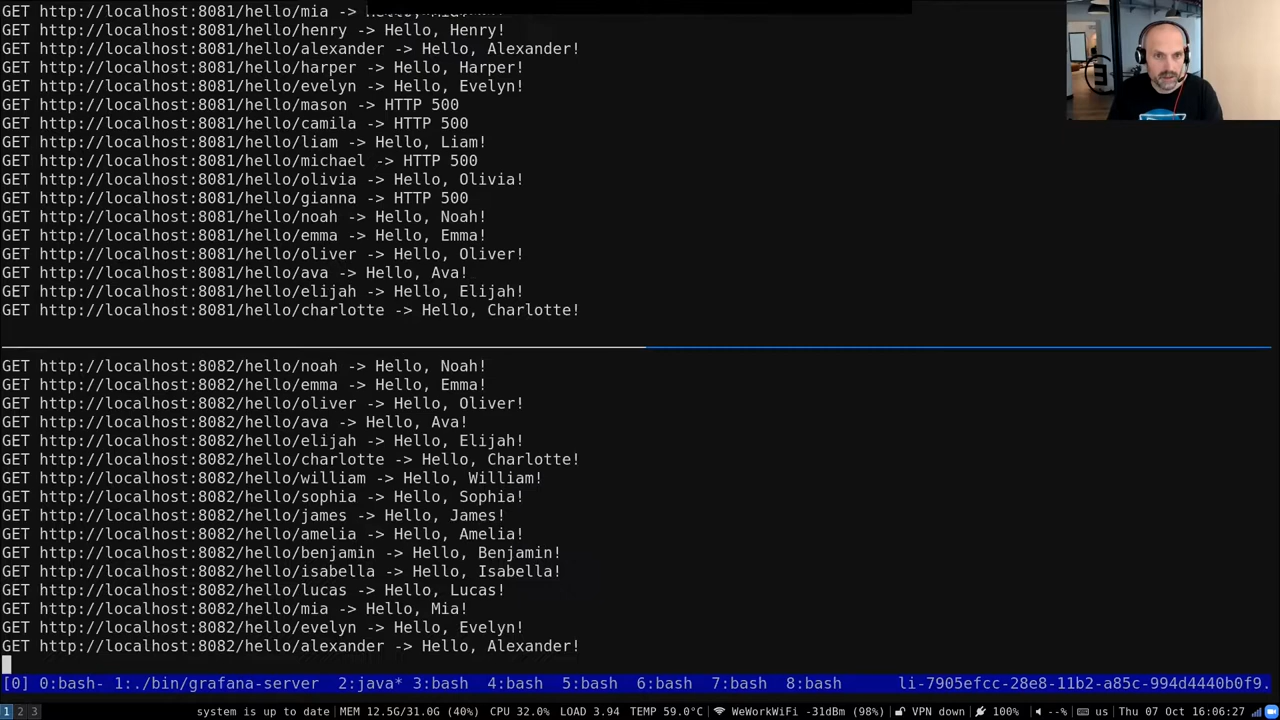 GET http://localhost:8081/hello/mia -> Hello, Mia!
GET http://localhost:8081/hello/henry -> Hello, Henry!
GET http://localhost:8081/hello/alexander -> Hello, Alexander!
GET http://localhost:8081/hello/harper -> Hello, Harper!
GET http://localhost:8081/hello/evelyn -> Hello, Evelyn!
GET http://localhost:8081/hello/mason -> HTTP 500
GET http://localhost:8081/hello/camila -> HTTP 500
GET http://localhost:8081/hello/liam -> Hello, Liam!
GET http://localhost:8081/hello/michael -> HTTP 500
GET http://localhost:8081/hello/olivia -> Hello, Olivia!
GET http://localhost:8081/hello/gianna -> HTTP 500
GET http://localhost:8081/hello/noah -> Hello, Noah!
GET http://localhost:8081/hello/emma -> Hello, Emma!
GET http://localhost:8081/hello/oliver -> Hello, Oliver!
GET http://localhost:8081/hello/ava -> Hello, Ava!
GET http://localhost:8081/hello/elijah -> Hello, Elijah!
GET http://localhost:8081/hello/charlotte -> Hello, Charlotte!
GET http://localhost:8082/hello/noah -> Hello, Noah!
GET http://localhost:8082/hello/emma -> Hello, Emma!
GET http://localhost:8082/hello/oliver -> Hello, Oliver!
GET http://localhost:8082/hello/ava -> Hello, Ava!
GET http://localhost:8082/hello/elijah -> Hello, Elijah!
GET http://localhost:8082/hello/charlotte -> Hello, Charlotte!
GET http://localhost:8082/hello/william -> Hello, William!
GET http://localhost:8082/hello/sophia -> Hello, Sophia!
GET http://localhost:8082/hello/james -> Hello, James!
GET http://localhost:8082/hello/amelia -> Hello, Amelia!
GET http://localhost:8082/hello/benjamin -> Hello, Benjamin!
GET http://localhost:8082/hello/isabella -> Hello, Isabella!
GET http://localhost:8082/hello/lucas -> Hello, Lucas!
GET http://localhost:8082/hello/mia -> Hello, Mia!
GET http://localhost:8082/hello/evelyn -> Hello, Evelyn!
GET http://localhost:8082/hello/alexander -> Hello, Alexander!
[0] 0:bash- 1:./bin/grafana-server 2:java* 3:bash 4:bash 5:bash 6:bash 7:bash 8:bash li-7905efcc-28e8-11b2-a85c-994d4440b0f9.
1 2 3 system is up to date MEM 12.5G/31.0G (40%) CPU 32.0% LOAD 3.94 TEMP 59.0°C WeWorkWiFi -31dBm (98%) VPN down 100% --% us Thu 07 Oct 16:06:27